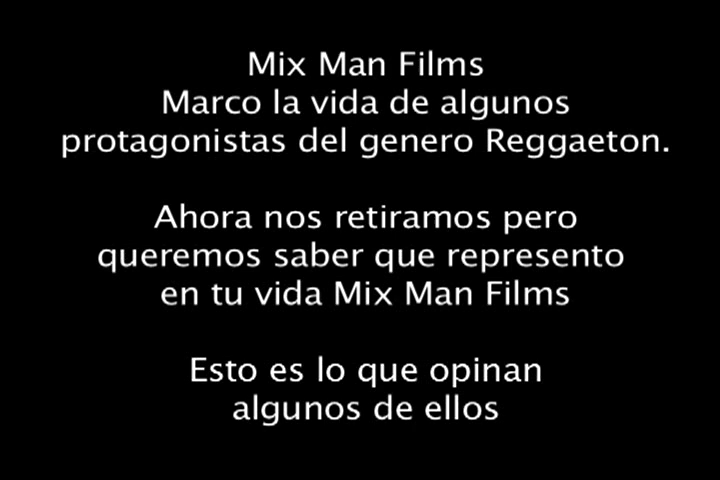 Mix Man Films
Marco la vida de algunos
protagonistas del genero Reggaeton.
Ahora nos retiramos pero
queremos saber que represento
en tu vida Mix Man Films
Esto es lo que opinan
algunos de ellos